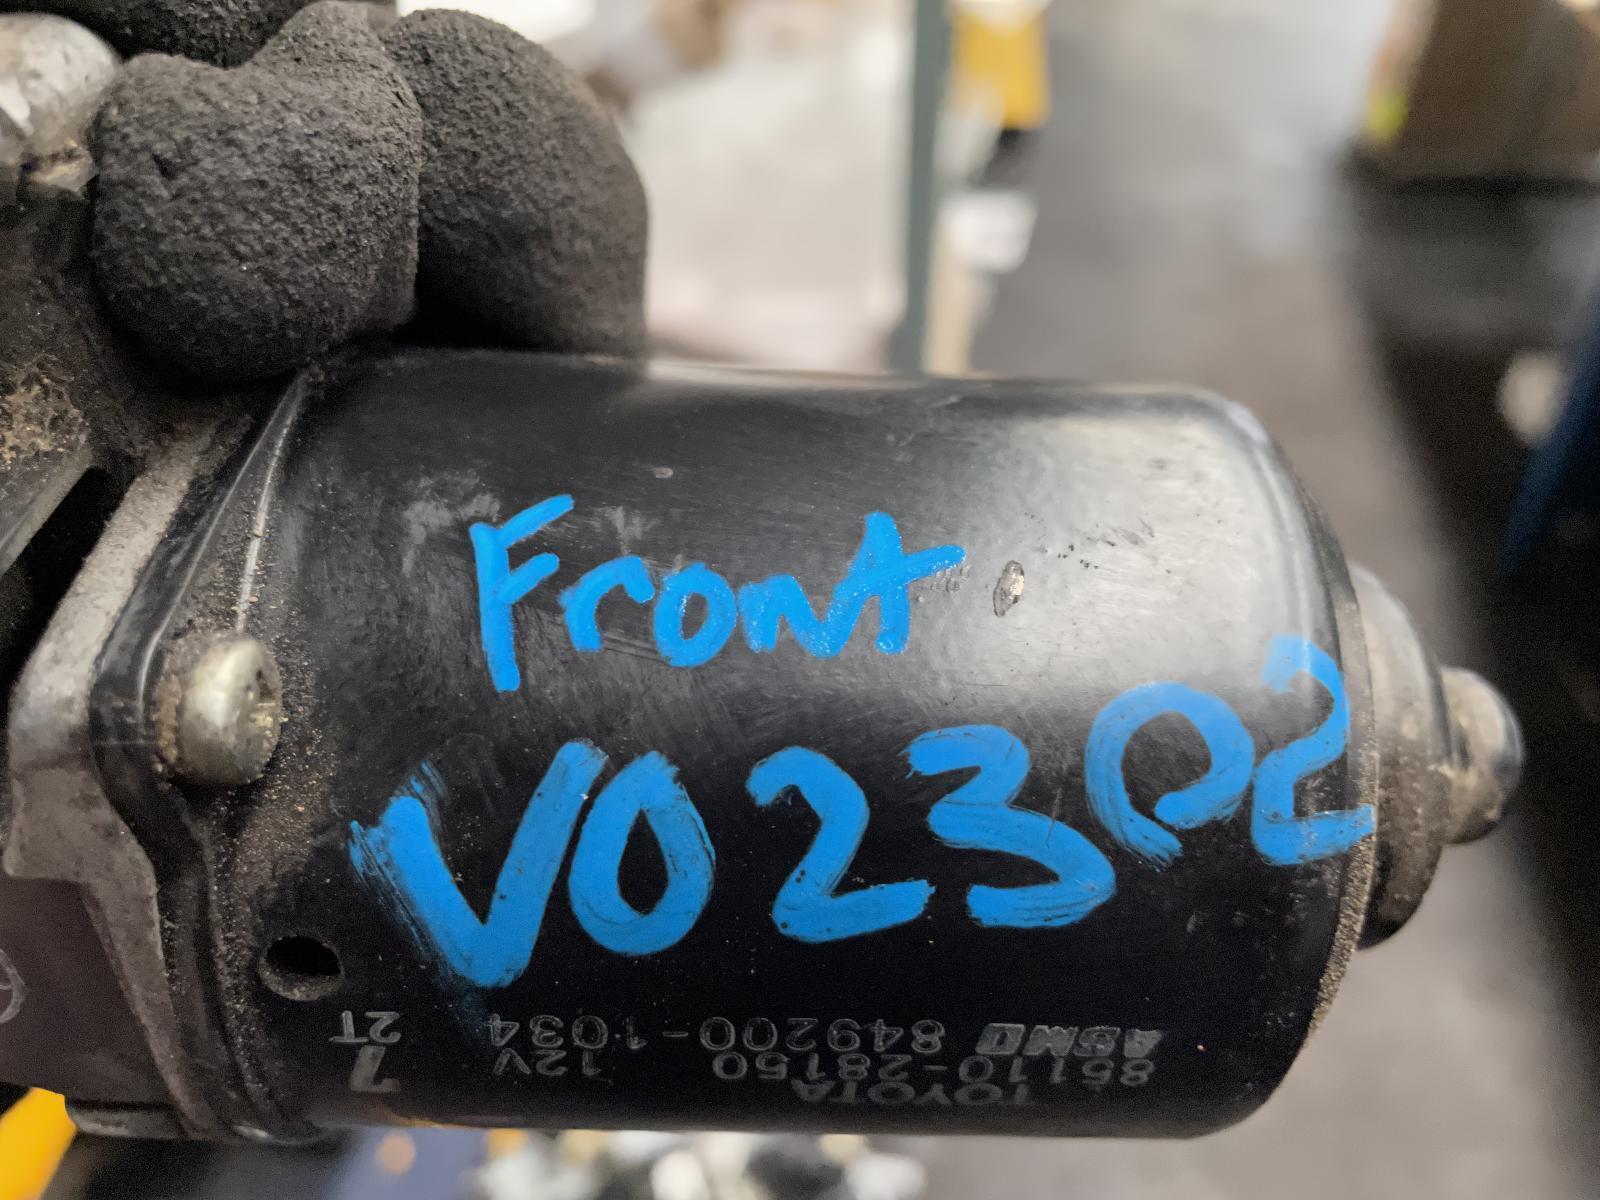 Front
V02302
TOYOTA
85110-28150 12V
ASMO 849200-1034
7
2T